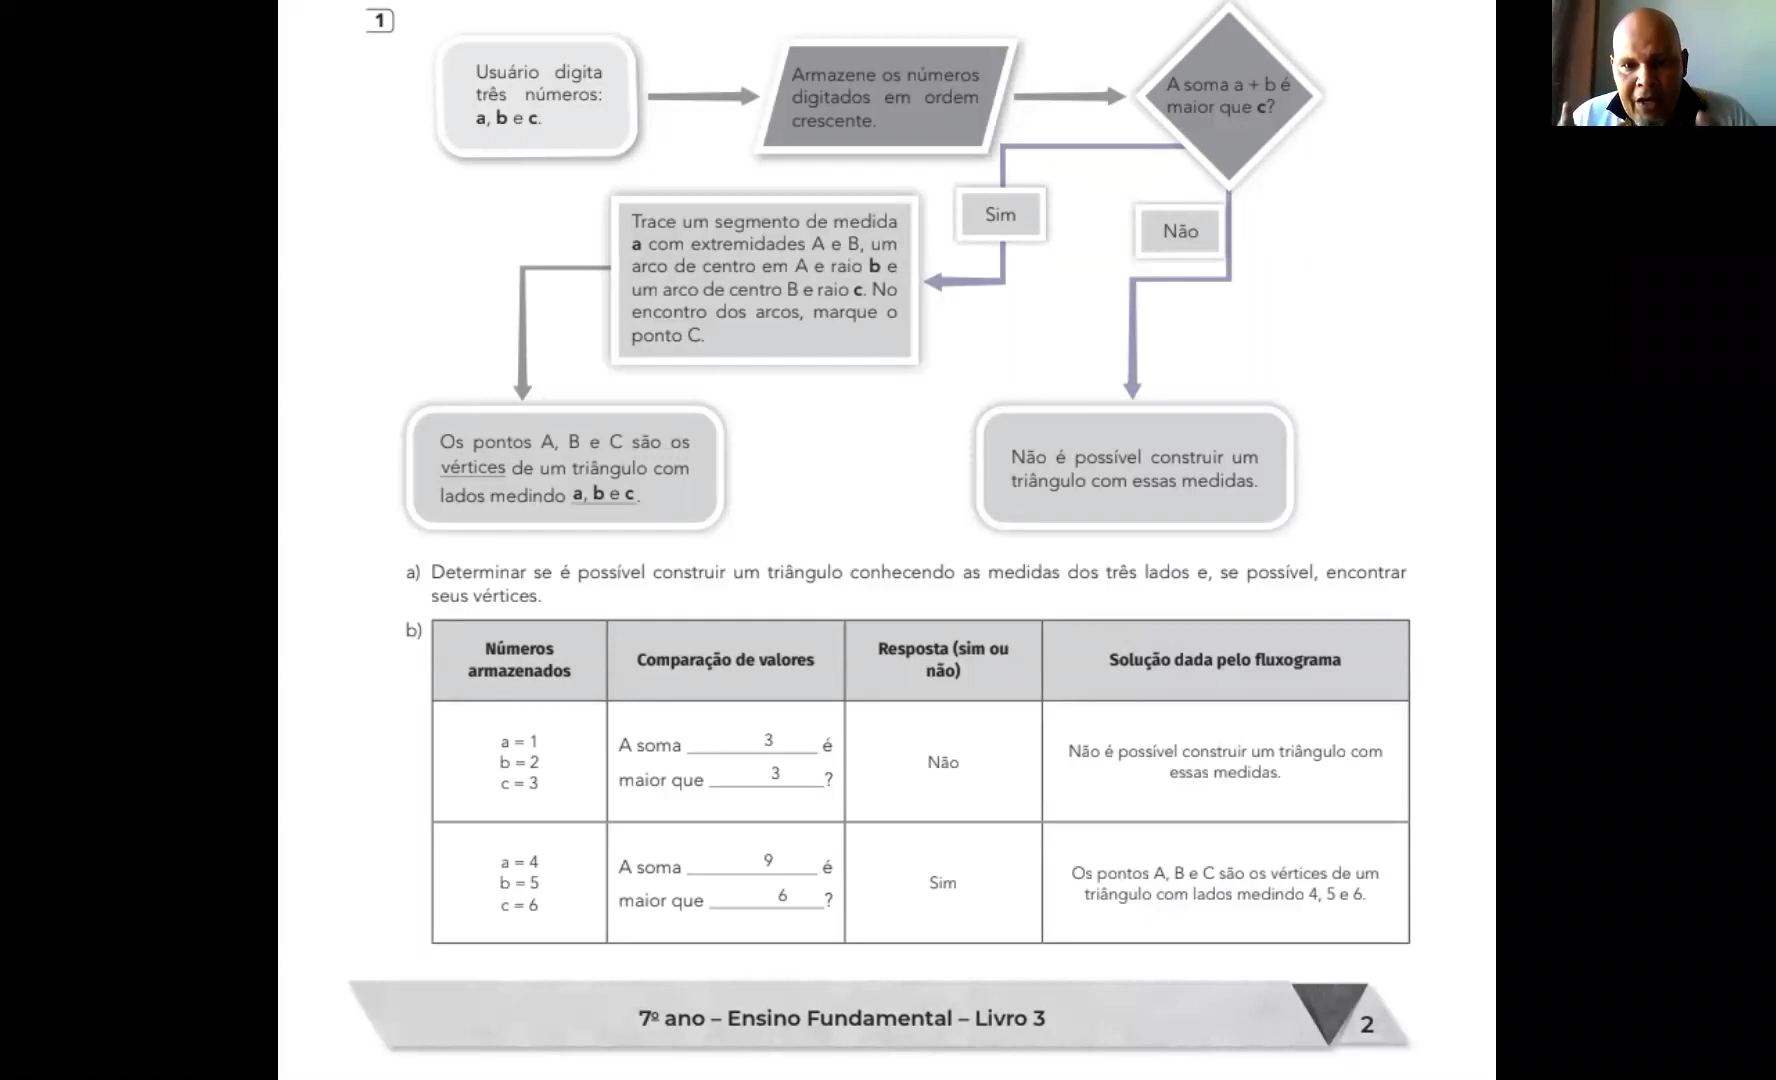 1
Usuário digita
três números:
a, b e c.
Armazene os números
digitados em ordem
crescente.
A soma a + b é
maior que c?
Sim
Não
Trace um segmento de medida
a com extremidades A e B, um
arco de centro em A e raio b e
um arco de centro B e raio c. No
encontro dos arcos, marque o
ponto C.
Os pontos A, B e C são os
vértices de um triângulo com
lados medindo a, b e c.
Não é possível construir um
triângulo com essas medidas.
a) Determinar se é possível construir um triângulo conhecendo as medidas dos três lados e, se possível, encontrar
seus vértices.
b)
Números
armazenados
Comparação de valores
Resposta (sim ou
não)
Solução dada pelo fluxograma
a = 1
b = 2
c = 3
A soma 3 é
maior que 3 ?
Não
Não é possível construir um triângulo com
essas medidas.
a = 4
b = 5
c = 6
A soma 9 é
maior que 6 ?
Sim
Os pontos A, B e C são os vértices de um
triângulo com lados medindo 4, 5 e 6.
7º ano – Ensino Fundamental – Livro 3
2